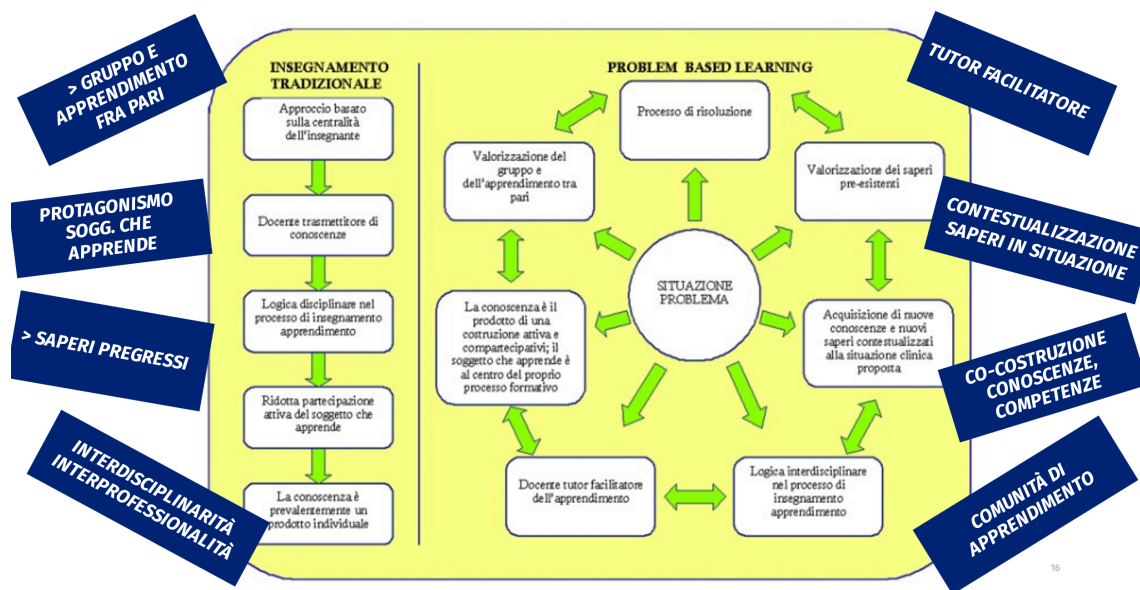 > GRUPPO E
APPRENDIMENTO
FRA PARI
PROTAGONISMO
SOGG. CHE
APPRENDE
> SAPERI PREGRESSI
INTERDISCIPLINARITÀ
INTERPROFESSIONALITÀ
INSEGNAMENTO
TRADIZIONALE
Approccio basato
sulla centralità
dell'insegnante
Docente trasmettitore di
conoscenze
Logica disciplinare nel
processo di insegnamento
apprendimento
Ridotta partecipazione
attiva del soggetto che
apprende
La conoscenza è
prevalentemente un
prodotto individuale
PROBLEM BASED LEARNING
Processo di risoluzione
Valorizzazione del
gruppo e
dell'apprendimento tra
pari
Valorizzazione dei saperi
pre-esistenti
SITUAZIONE
PROBLEMA
La conoscenza è il
prodotto di una
costruzione attiva e
compartecipativi; il
soggetto che apprende è
al centro del proprio
processo formativo
Acquisizione di nuove
conoscenze e nuovi
saperi contestualizzati
alla situazione clinica
proposta
Docente tutor facilitatore
dell'apprendimento
Logica interdisciplinare
nel processo di
insegnamento
apprendimento
TUTOR FACILITATORE
CONTESTUALIZZAZIONE
SAPERI IN SITUAZIONE
CO-COSTRUZIONE
CONOSCENZE,
COMPETENZE
COMUNITÀ DI
APPRENDIMENTO
16